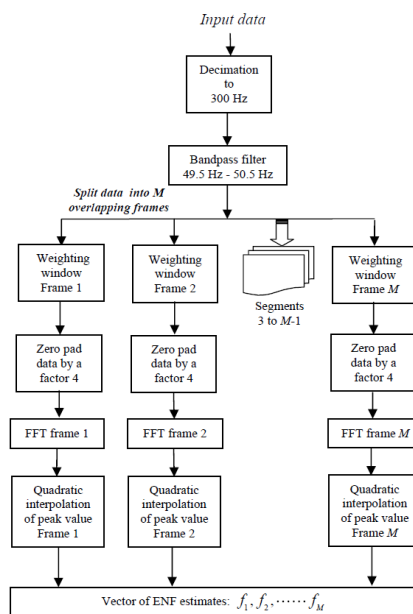 Input data
Decimation
to
300 Hz
Bandpass filter
49.5 Hz - 50.5 Hz
Split data into M
overlapping frames
Weighting
window
Frame 1
Weighting
window
Frame 2
Segments
3 to M-1
Weighting
window
Frame M
Zero pad
data by a
factor 4
Zero pad
data by a
factor 4
Zero pad
data by a
factor 4
FFT frame 1
FFT frame 2
FFT frame M
Quadratic
interpolation
of peak value
Frame 1
Quadratic
interpolation
of peak value
Frame 2
Quadratic
interpolation
of peak value
Frame M
Vector of ENF estimates: f₁, f₂, ⋯⋯ f_M